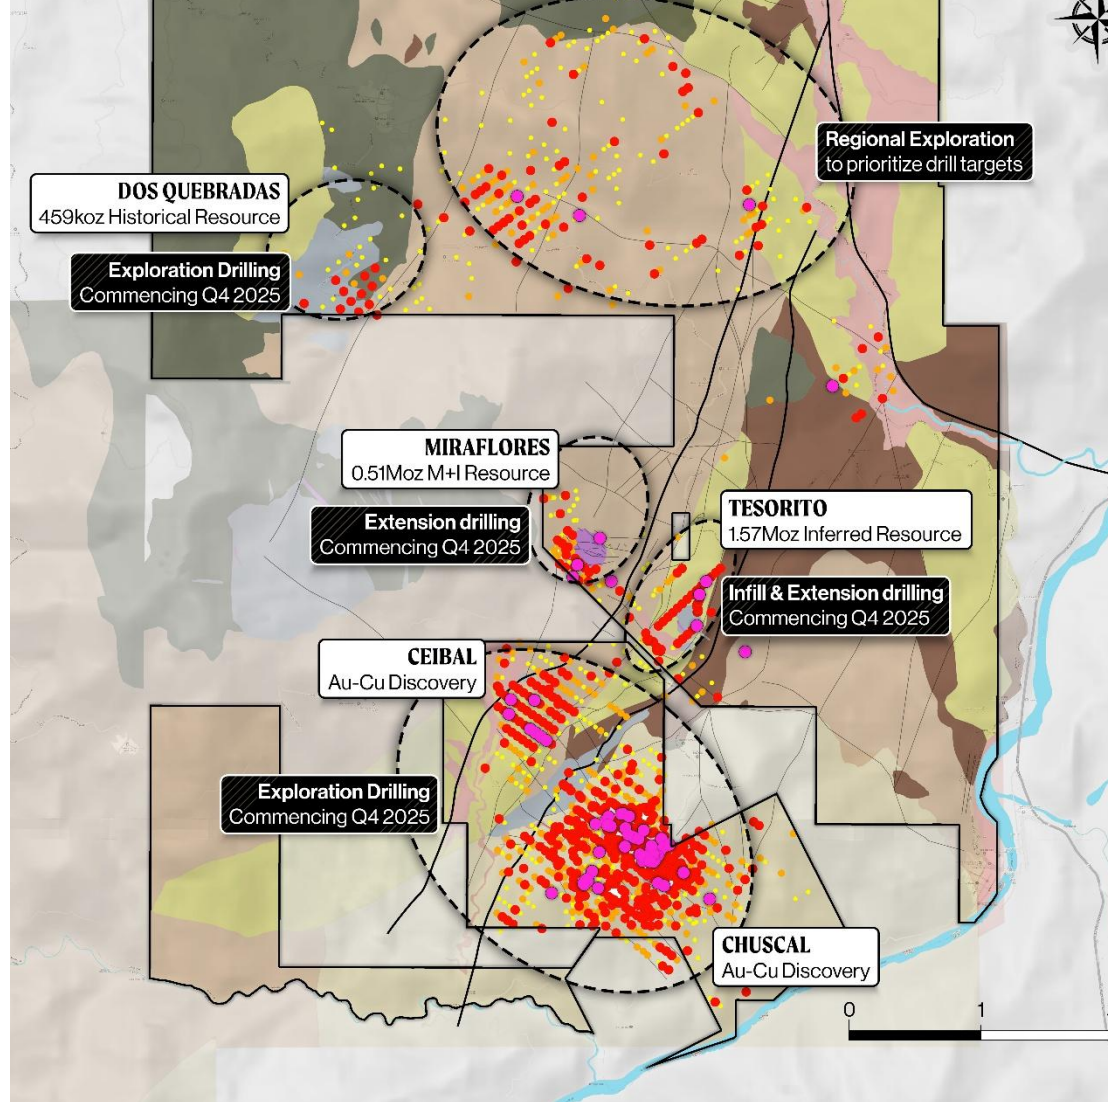 Regional Exploration
to prioritize drill targets
DOS QUEBRADAS
459koz Historical Resource
Exploration Drilling
Commencing Q4 2025
MIRAFLORES
0.51Moz M+I Resource
Extension drilling
Commencing Q4 2025
TESORITO
1.57Moz Inferred Resource
Infill & Extension drilling
Commencing Q4 2025
CEIBAL
Au-Cu Discovery
Exploration Drilling
Commencing Q4 2025
CHUSCAL
Au-Cu Discovery
0 1